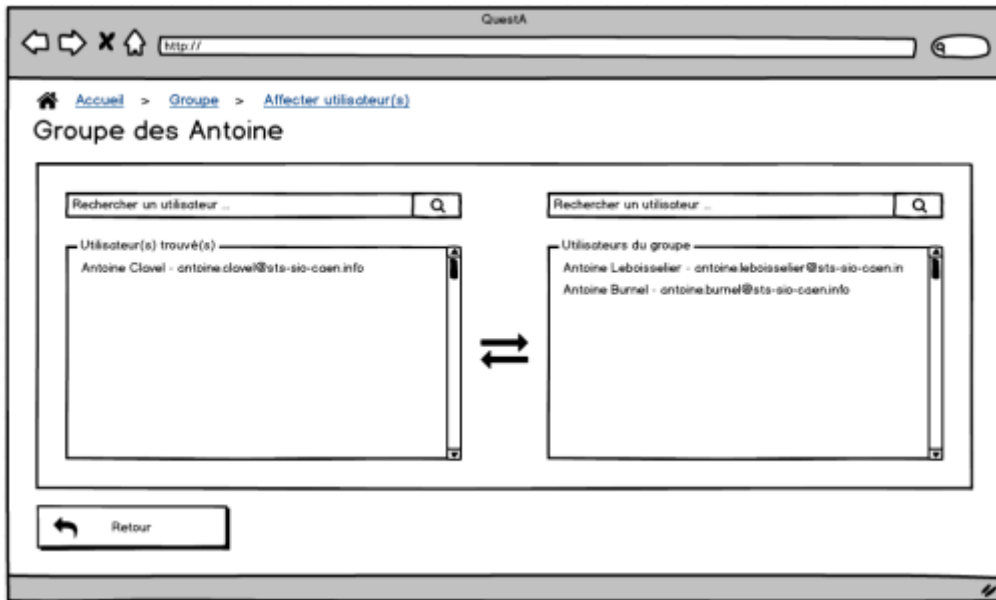 QuestA
http://
Accueil > Groupe > Affecter utilisateur(s)
Groupe des Antoine
Rechercher un utilisateur ...
Rechercher un utilisateur ...
Utilisateur(s) trouvé(s)
Antoine Clavel - antoine.clavel@sts-sio-caen.info
Utilisateurs du groupe
Antoine Leboisselier - antoine.leboisselier@sts-sio-caen.in
Antoine Burnel - antoine.burnel@sts-sio-caen.info
Retour